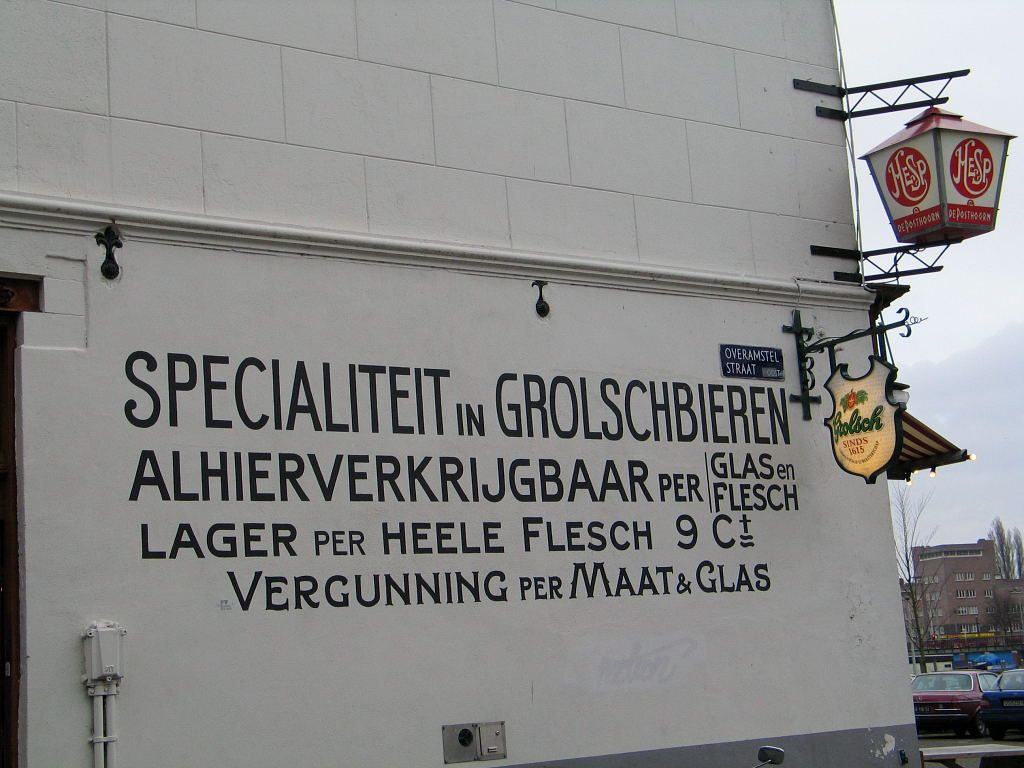 HESP
DE POSTHOORN
HESP
DE POSTHOORN
OVERAMSTEL
STRAAT
Grolsch
SINDS
1615
SPECIALITEIT IN GROLSCHBIEREN
ALHIERVERKRIJGBAAR PER GLAS en FLESCH
LAGER PER HEELE FLESCH 9 Ct
VERGUNNING PER MAAT & GLAS